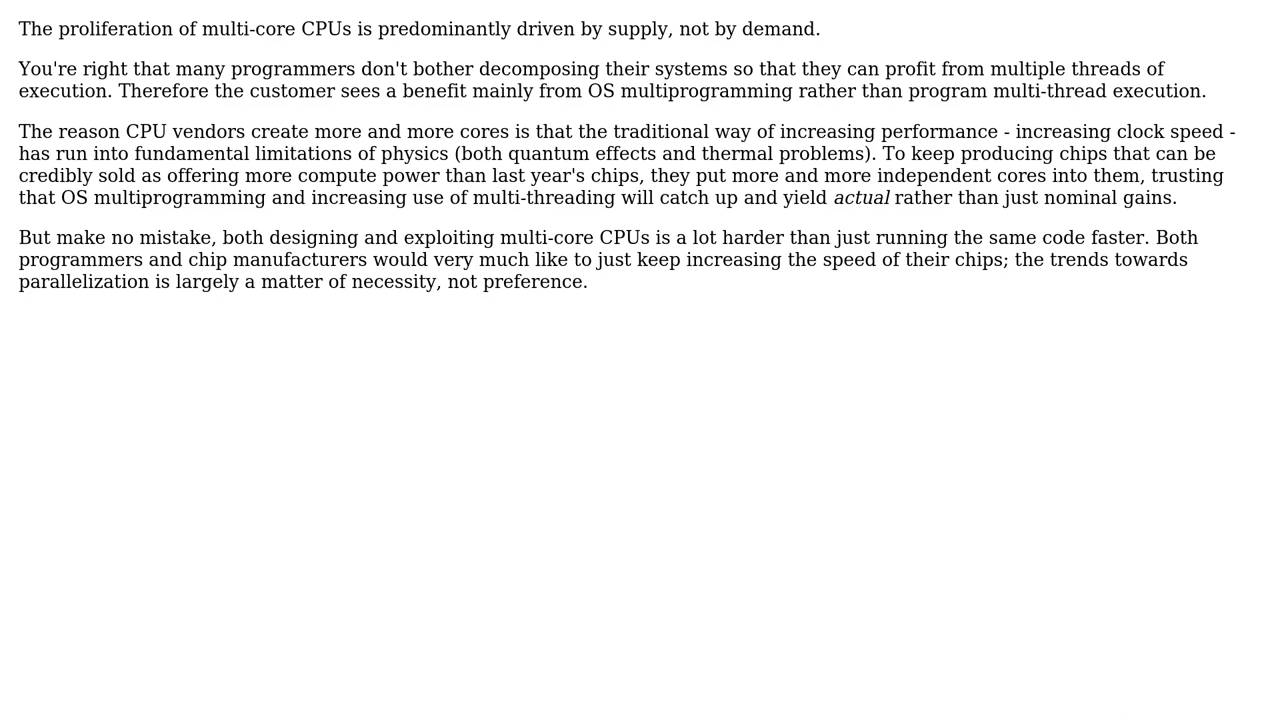 The proliferation of multi-core CPUs is predominantly driven by supply, not by demand.
You're right that many programmers don't bother decomposing their systems so that they can profit from multiple threads of
execution. Therefore the customer sees a benefit mainly from OS multiprogramming rather than program multi-thread execution.
The reason CPU vendors create more and more cores is that the traditional way of increasing performance - increasing clock speed -
has run into fundamental limitations of physics (both quantum effects and thermal problems). To keep producing chips that can be
credibly sold as offering more compute power than last year's chips, they put more and more independent cores into them, trusting
that OS multiprogramming and increasing use of multi-threading will catch up and yield actual rather than just nominal gains.
But make no mistake, both designing and exploiting multi-core CPUs is a lot harder than just running the same code faster. Both
programmers and chip manufacturers would very much like to just keep increasing the speed of their chips; the trends towards
parallelization is largely a matter of necessity, not preference.